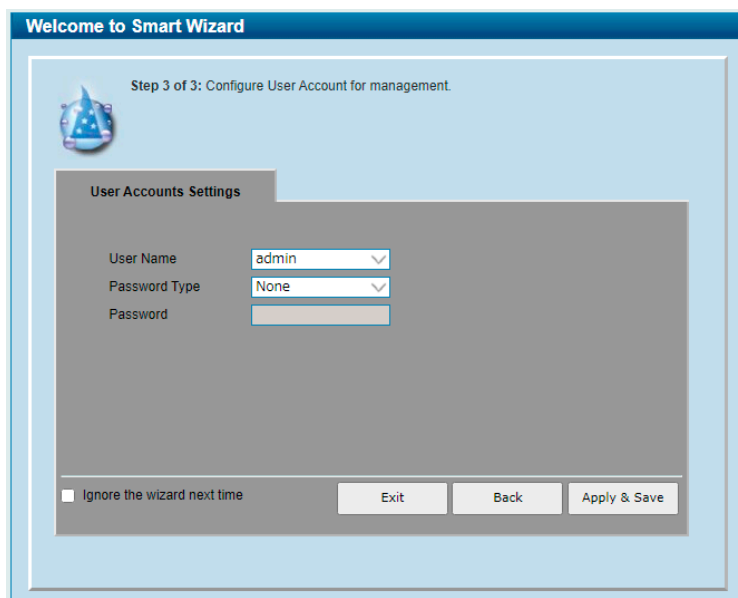 Welcome to Smart Wizard
Step 3 of 3: Configure User Account for management.
User Accounts Settings
User Name admin
Password Type None
Password
Ignore the wizard next time Exit Back Apply & Save